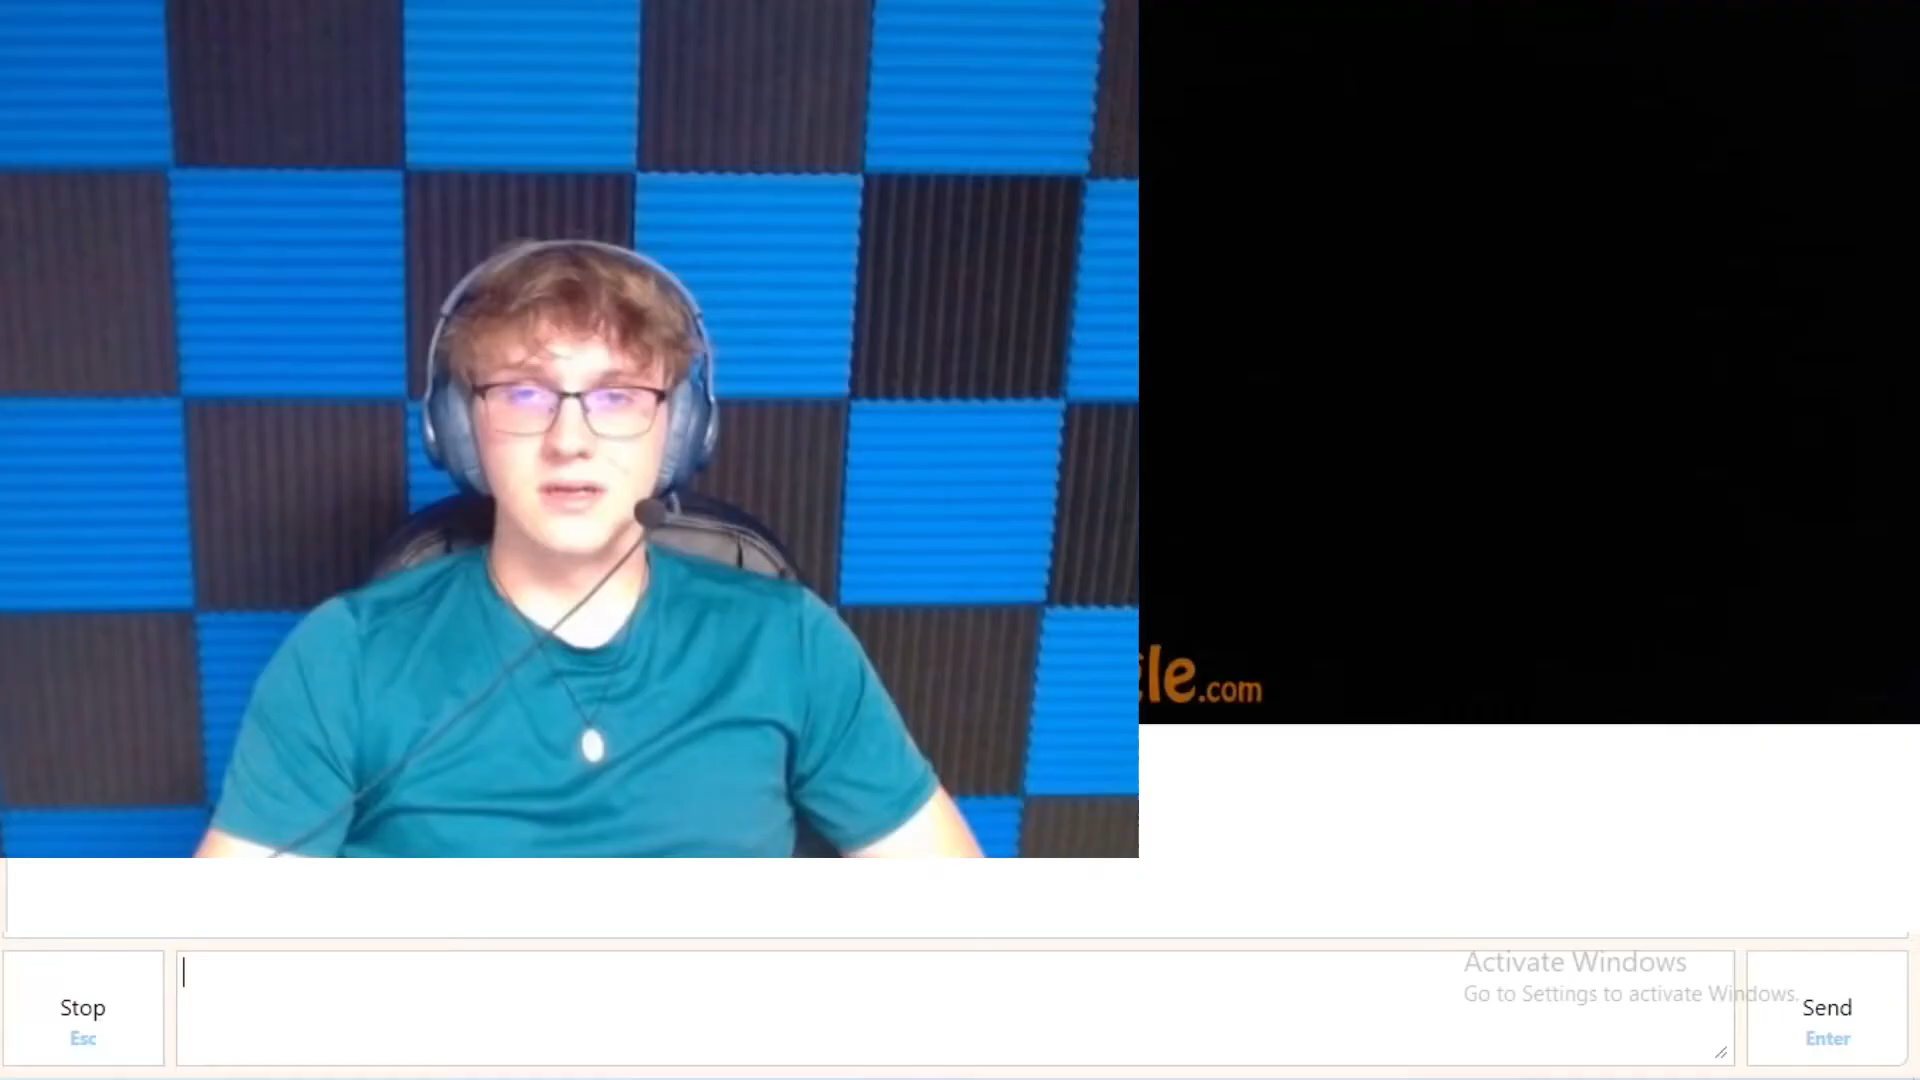 le.com
Stop
Esc
Activate Windows
Go to Settings to activate Windows.
Send
Enter